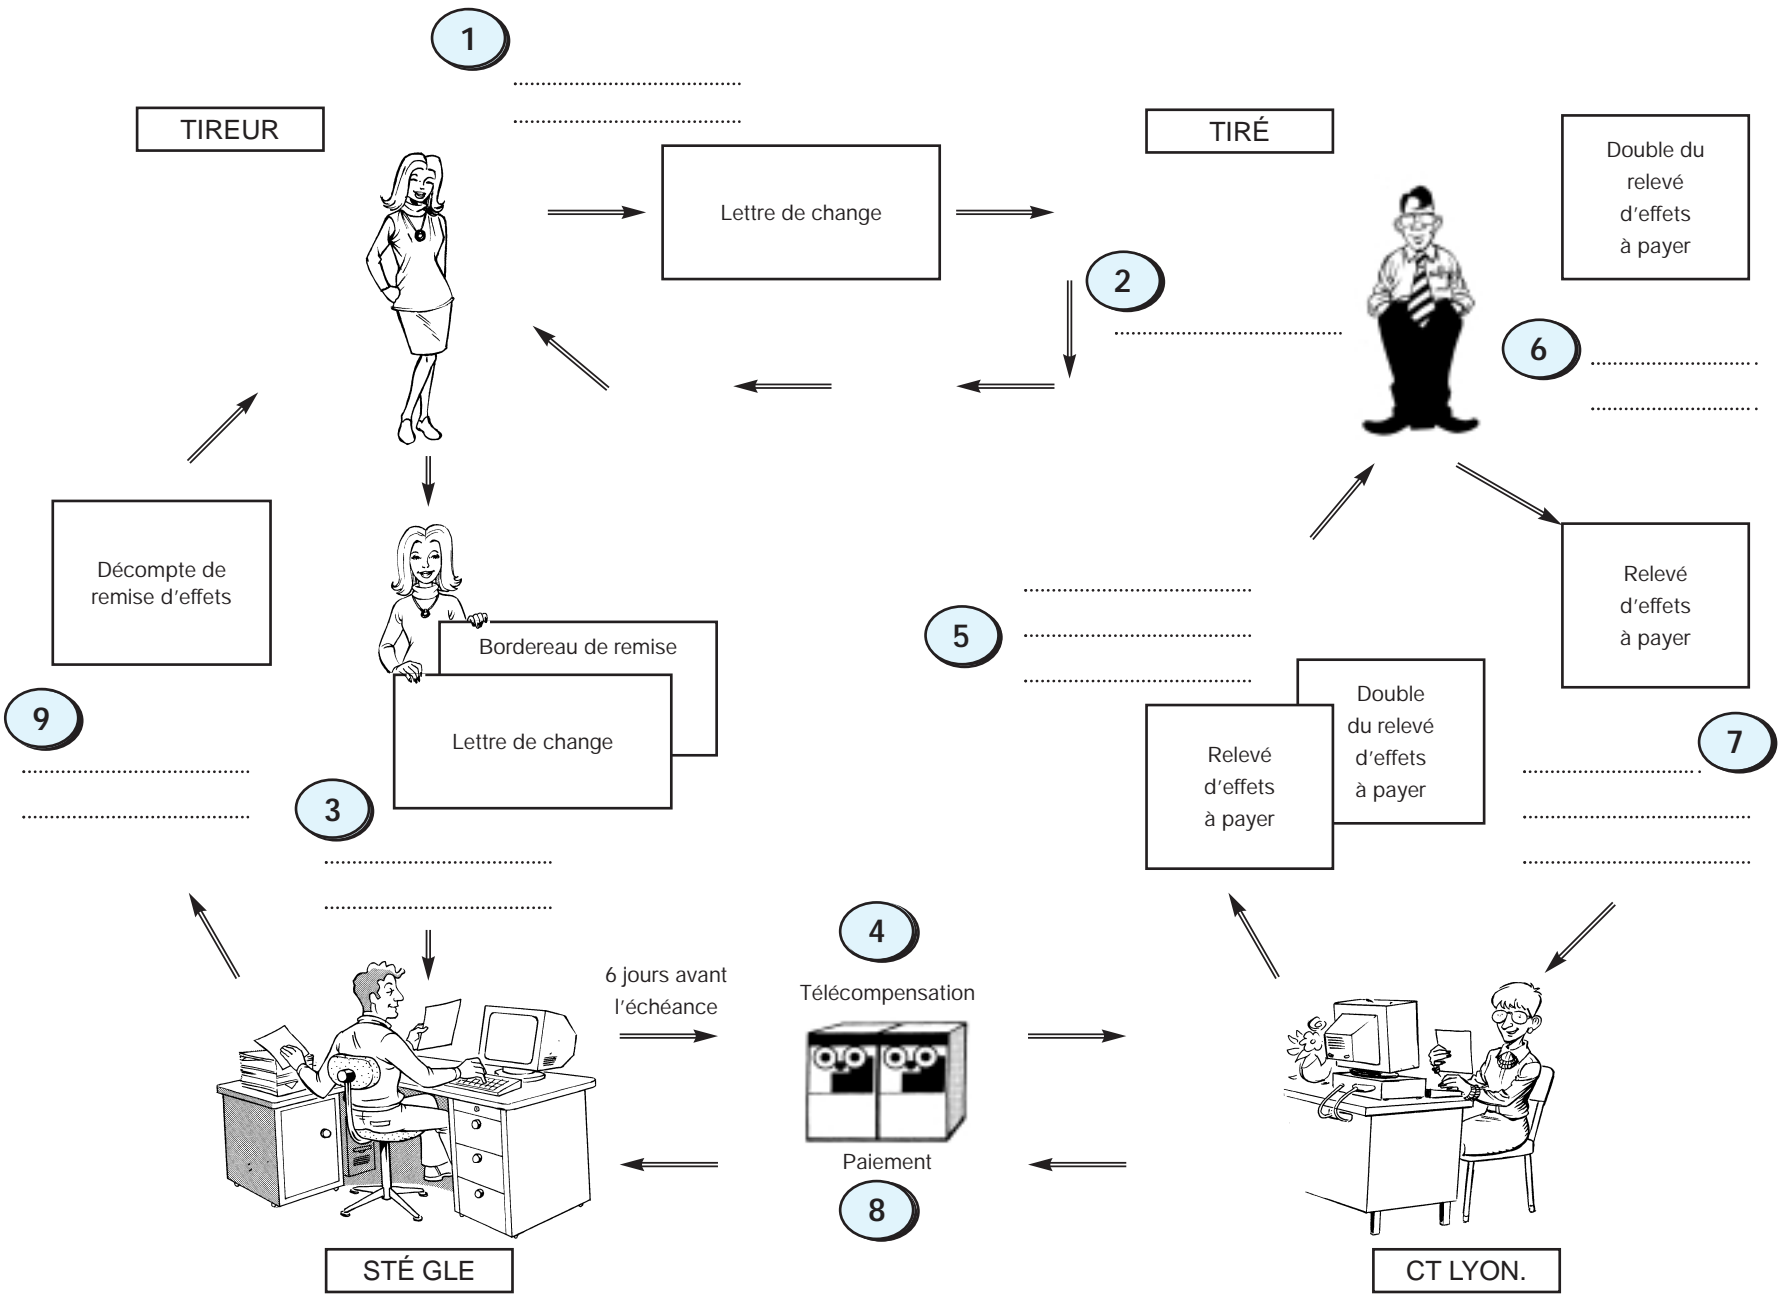 1
TIREUR
TIRÉ
Lettre de change
Double du
relevé
d'effets
à payer
2
6
Décompte de
remise d'effets
Bordereau de remise
Lettre de change
5
Relevé
d'effets
à payer
Double
du relevé
d'effets
à payer
Relevé
d'effets
à payer
9
3
7
4
6 jours avant
l'échéance
Télécompensation
Paiement
8
STÉ GLE
CT LYON.